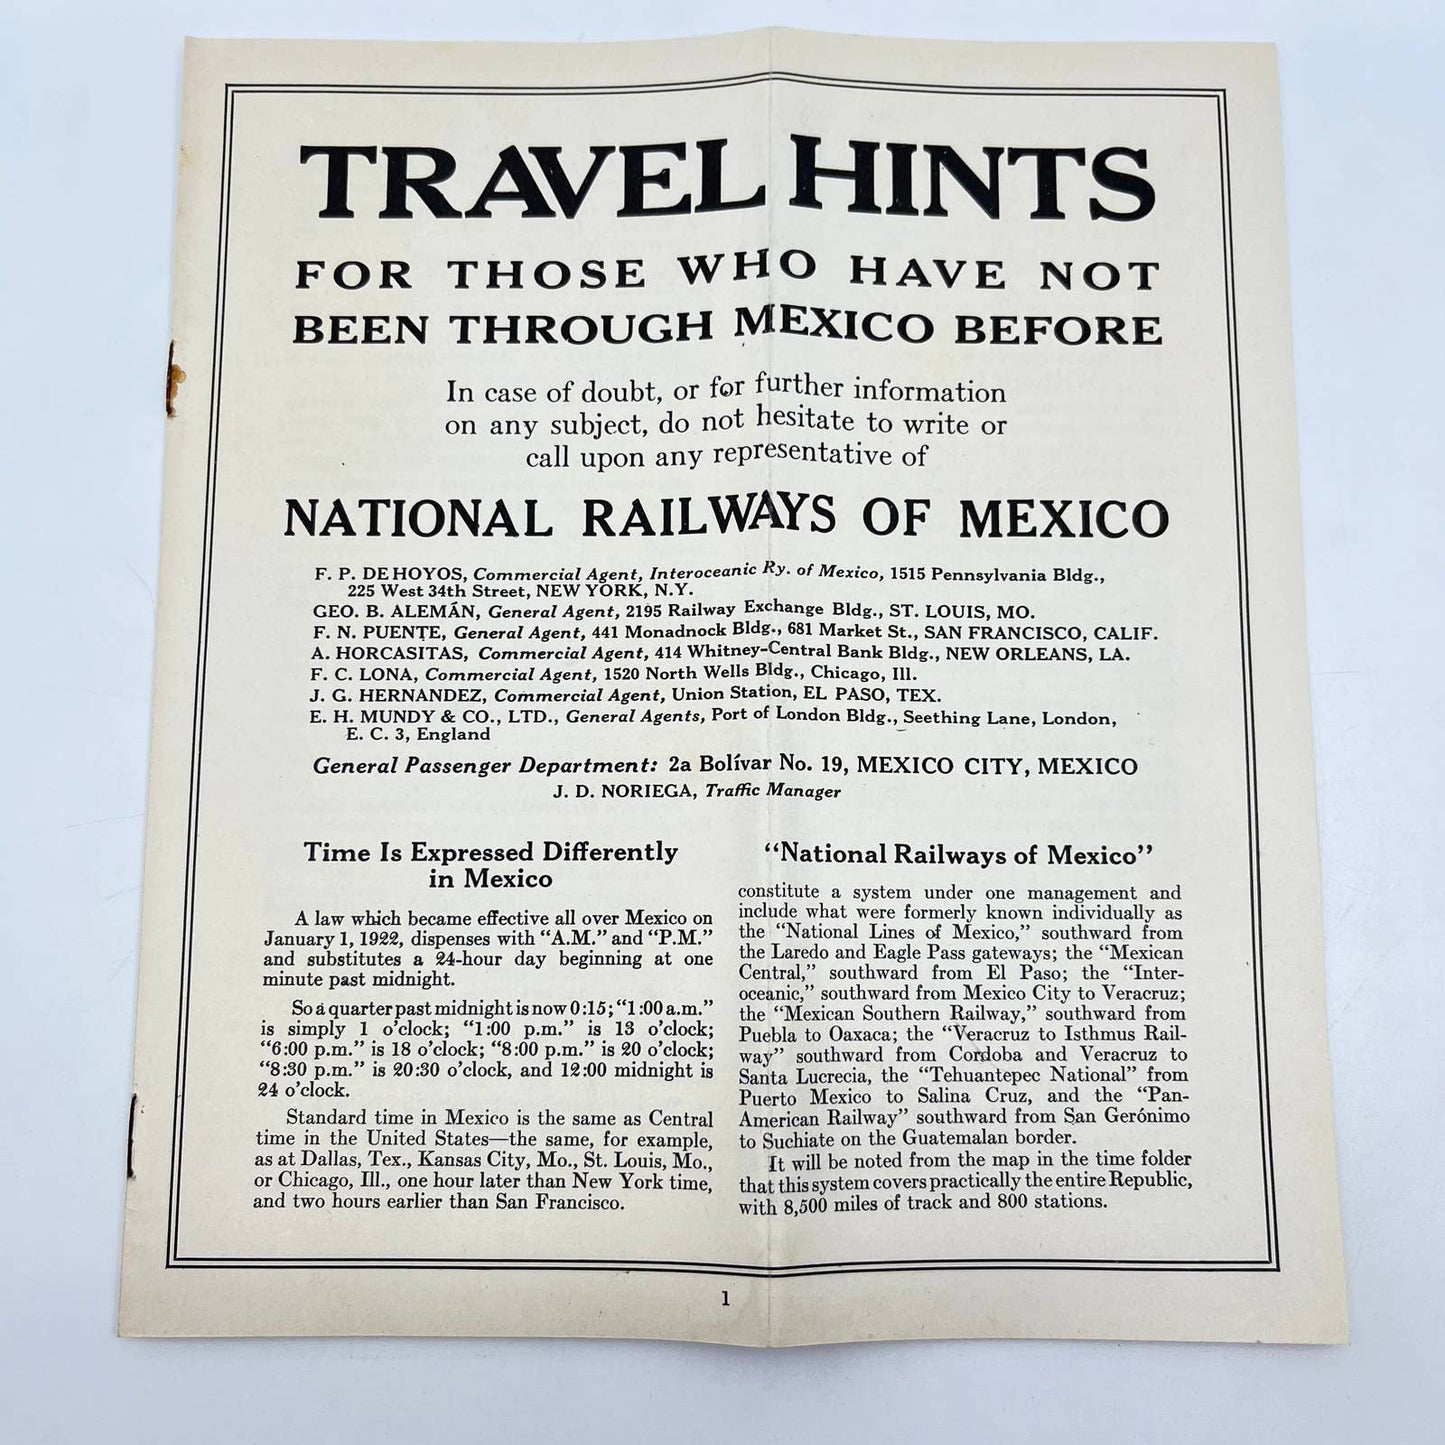 TRAVEL HINTS
FOR THOSE WHO HAVE NOT
BEEN THROUGH MEXICO BEFORE
In case of doubt, or for further information
on any subject, do not hesitate to write or
call upon any representative of
NATIONAL RAILWAYS OF MEXICO
F. P. DE HOYOS, Commercial Agent, Interoceanic Ry. of Mexico, 1515 Pennsylvania Bldg.,
225 West 34th Street, NEW YORK, N.Y.
GEO. B. ALEMÁN, General Agent, 2195 Railway Exchange Bldg., ST. LOUIS, MO.
F. N. PUENTE, General Agent, 441 Monadnock Bldg., 681 Market St., SAN FRANCISCO, CALIF.
A. HORCASITAS, Commercial Agent, 414 Whitney-Central Bank Bldg., NEW ORLEANS, LA.
F. C. LONA, Commercial Agent, 1520 North Wells Bldg., Chicago, Ill.
J. G. HERNANDEZ, Commercial Agent, Union Station, EL PASO, TEX.
E. H. MUNDY & CO., LTD., General Agents, Port of London Bldg., Seething Lane, London,
E. C. 3, England
General Passenger Department: 2a Bolívar No. 19, MEXICO CITY, MEXICO
J. D. NORIEGA, Traffic Manager
Time Is Expressed Differently
in Mexico
A law which became effective all over Mexico on
January 1, 1922, dispenses with "A.M." and "P.M."
and substitutes a 24-hour day beginning at one
minute past midnight.
So a quarter past midnight is now 0:15; "1:00 a.m."
is simply 1 o'clock; "1:00 p.m." is 13 o'clock;
"6:00 p.m." is 18 o'clock; "8:00 p.m." is 20 o'clock;
"8:30 p.m." is 20:30 o'clock, and 12:00 midnight is
24 o'clock.
Standard time in Mexico is the same as Central
time in the United States—the same, for example,
as at Dallas, Tex., Kansas City, Mo., St. Louis, Mo.,
or Chicago, Ill., one hour later than New York time,
and two hours earlier than San Francisco.
"National Railways of Mexico"
constitute a system under one management and
include what were formerly known individually as
the "National Lines of Mexico," southward from
the Laredo and Eagle Pass gateways; the "Mexican
Central," southward from El Paso; the "Inter-
oceanic," southward from Mexico City to Veracruz;
the "Mexican Southern Railway," southward from
Puebla to Oaxaca; the "Veracruz to Isthmus Rail-
way" southward from Cordoba and Veracruz to
Santa Lucrecia, the "Tehuantepec National" from
Puerto Mexico to Salina Cruz, and the "Pan-
American Railway" southward from San Gerónimo
to Suchiate on the Guatemalan border.
It will be noted from the map in the time folder
that this system covers practically the entire Republic,
with 8,500 miles of track and 800 stations.
1